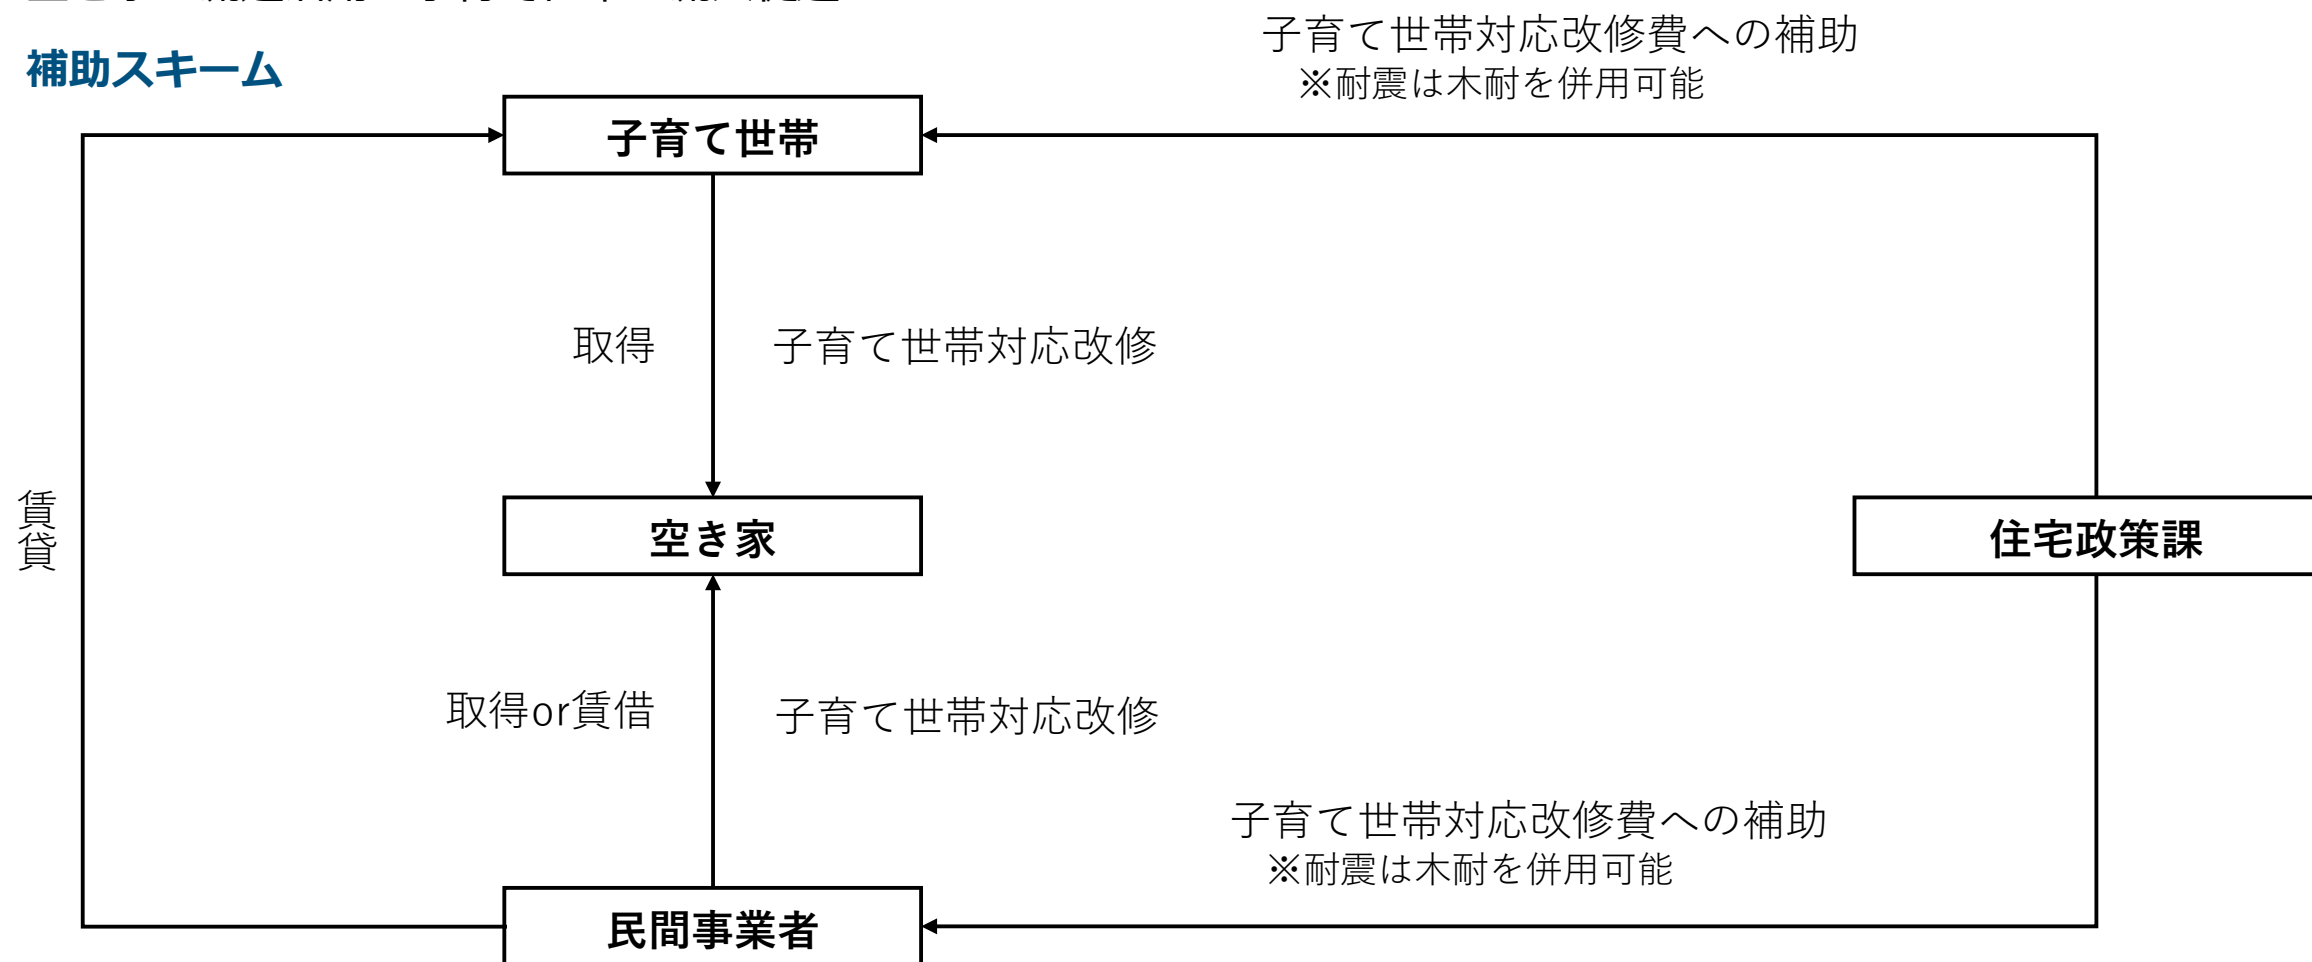 補助スキーム
子育て世帯対応改修費への補助
※耐震は木耐を併用可能
子育て世帯
取得
子育て世帯対応改修
賃貸
空き家
住宅政策課
取得or賃借
子育て世帯対応改修
子育て世帯対応改修費への補助
※耐震は木耐を併用可能
民間事業者